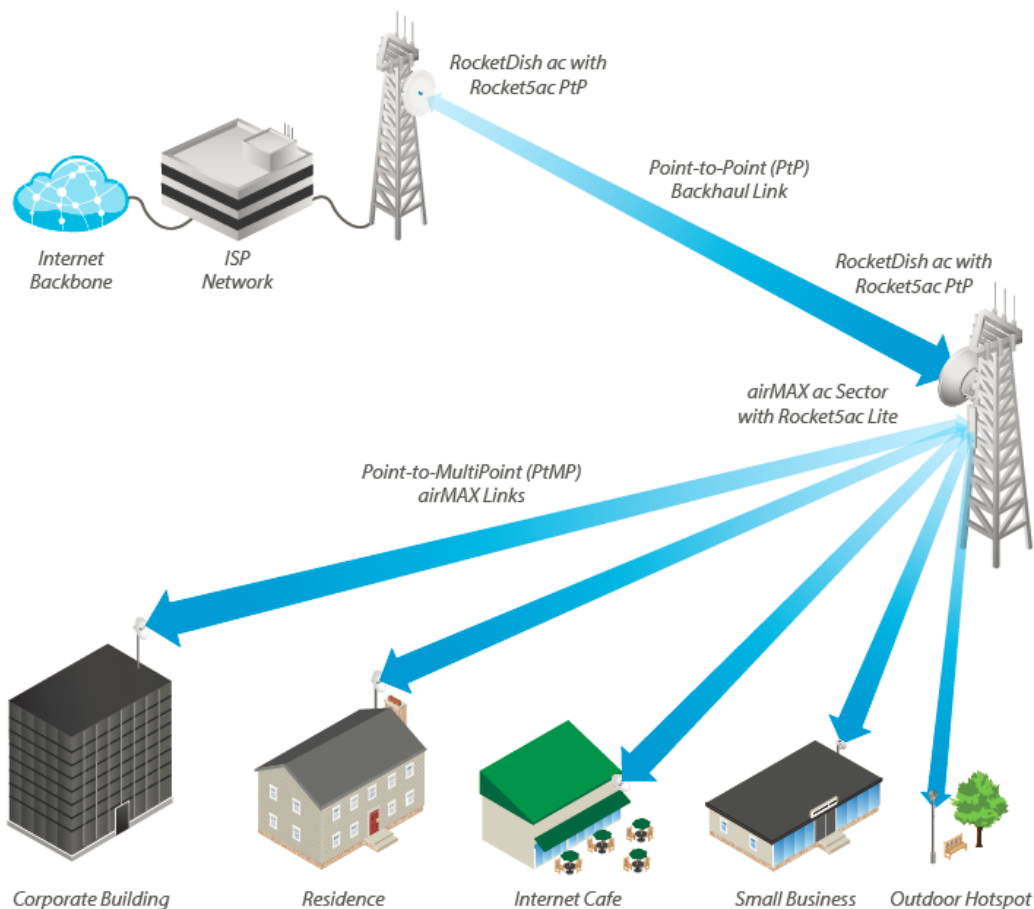 RocketDish ac with
Rocket5ac PtP
Point-to-Point (PtP)
Backhaul Link
Internet
Backbone
ISP
Network
RocketDish ac with
Rocket5ac PtP
airMAX ac Sector
with Rocket5ac Lite
Point-to-MultiPoint (PtMP)
airMAX Links
Corporate Building
Residence
Internet Cafe
Small Business
Outdoor Hotspot